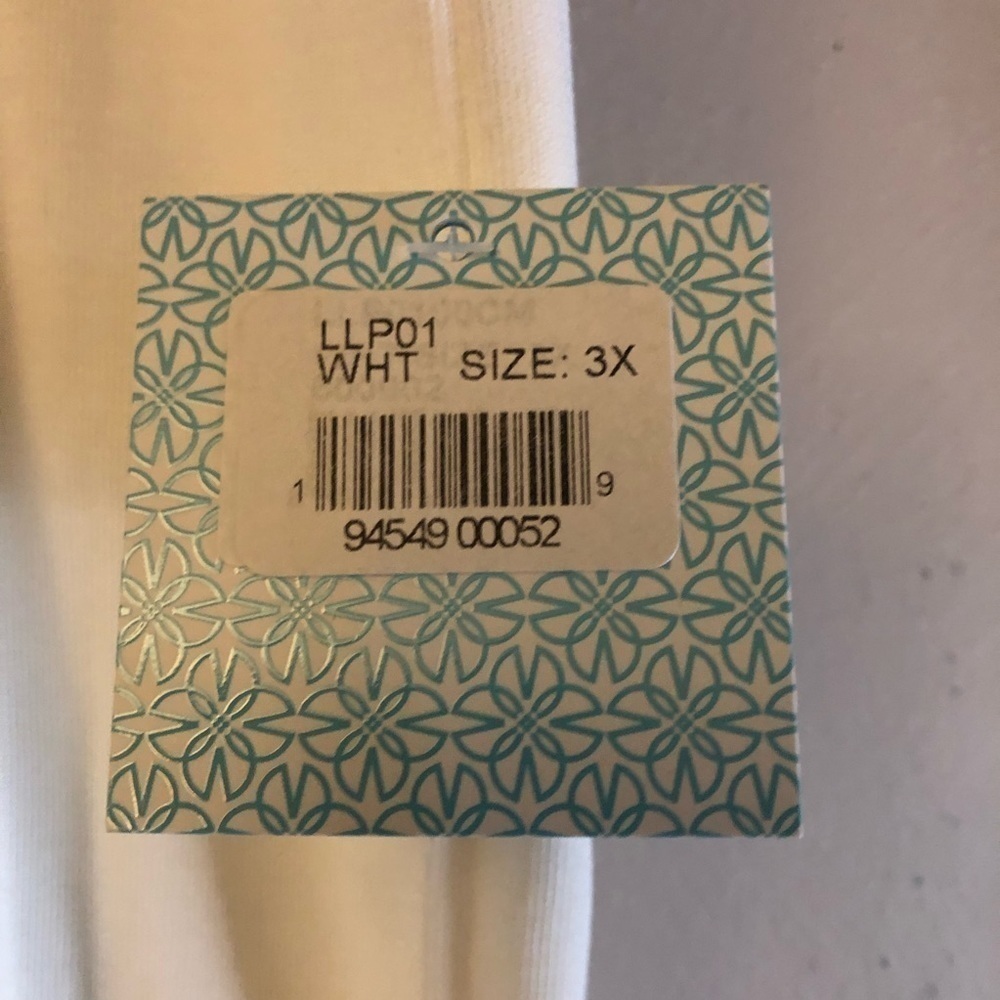 LLP01
WHT SIZE: 3X
1 9
94549 00052